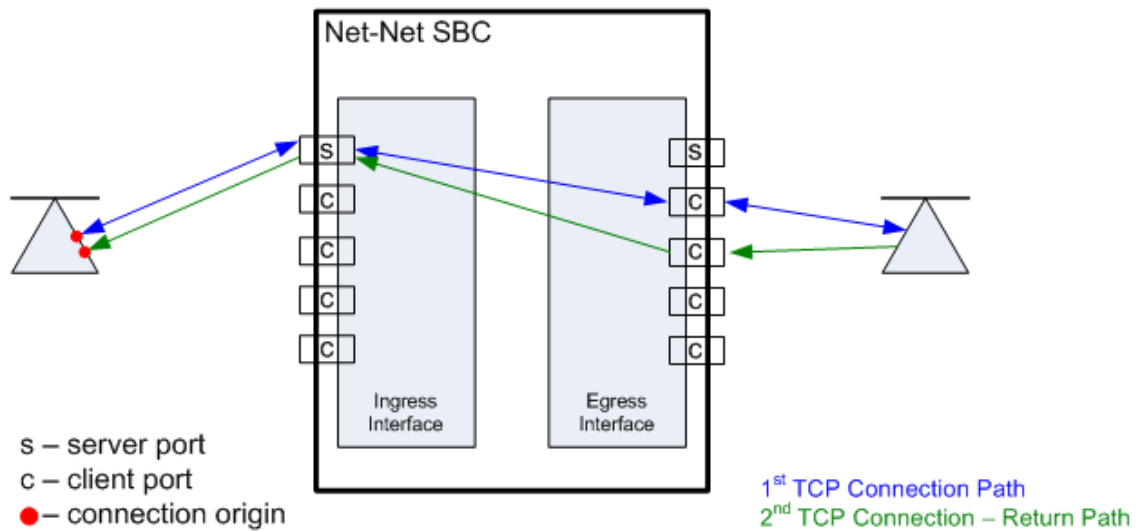 Net-Net SBC
S
C
C
C
C
S
C
C
C
C
Ingress
Interface
Egress
Interface
s – server port
c – client port
– connection origin
1st TCP Connection Path
2nd TCP Connection – Return Path